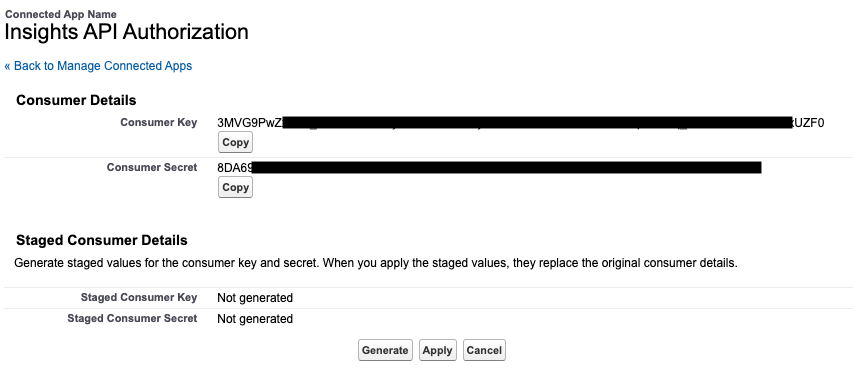 Connected App Name
Insights API Authorization
« Back to Manage Connected Apps
Consumer Details
Consumer Key 3MVG9PwZ UZF0
Copy
Consumer Secret 8DA69
Copy
Staged Consumer Details
Generate staged values for the consumer key and secret. When you apply the staged values, they replace the original consumer details.
Staged Consumer Key Not generated
Staged Consumer Secret Not generated
Generate Apply Cancel